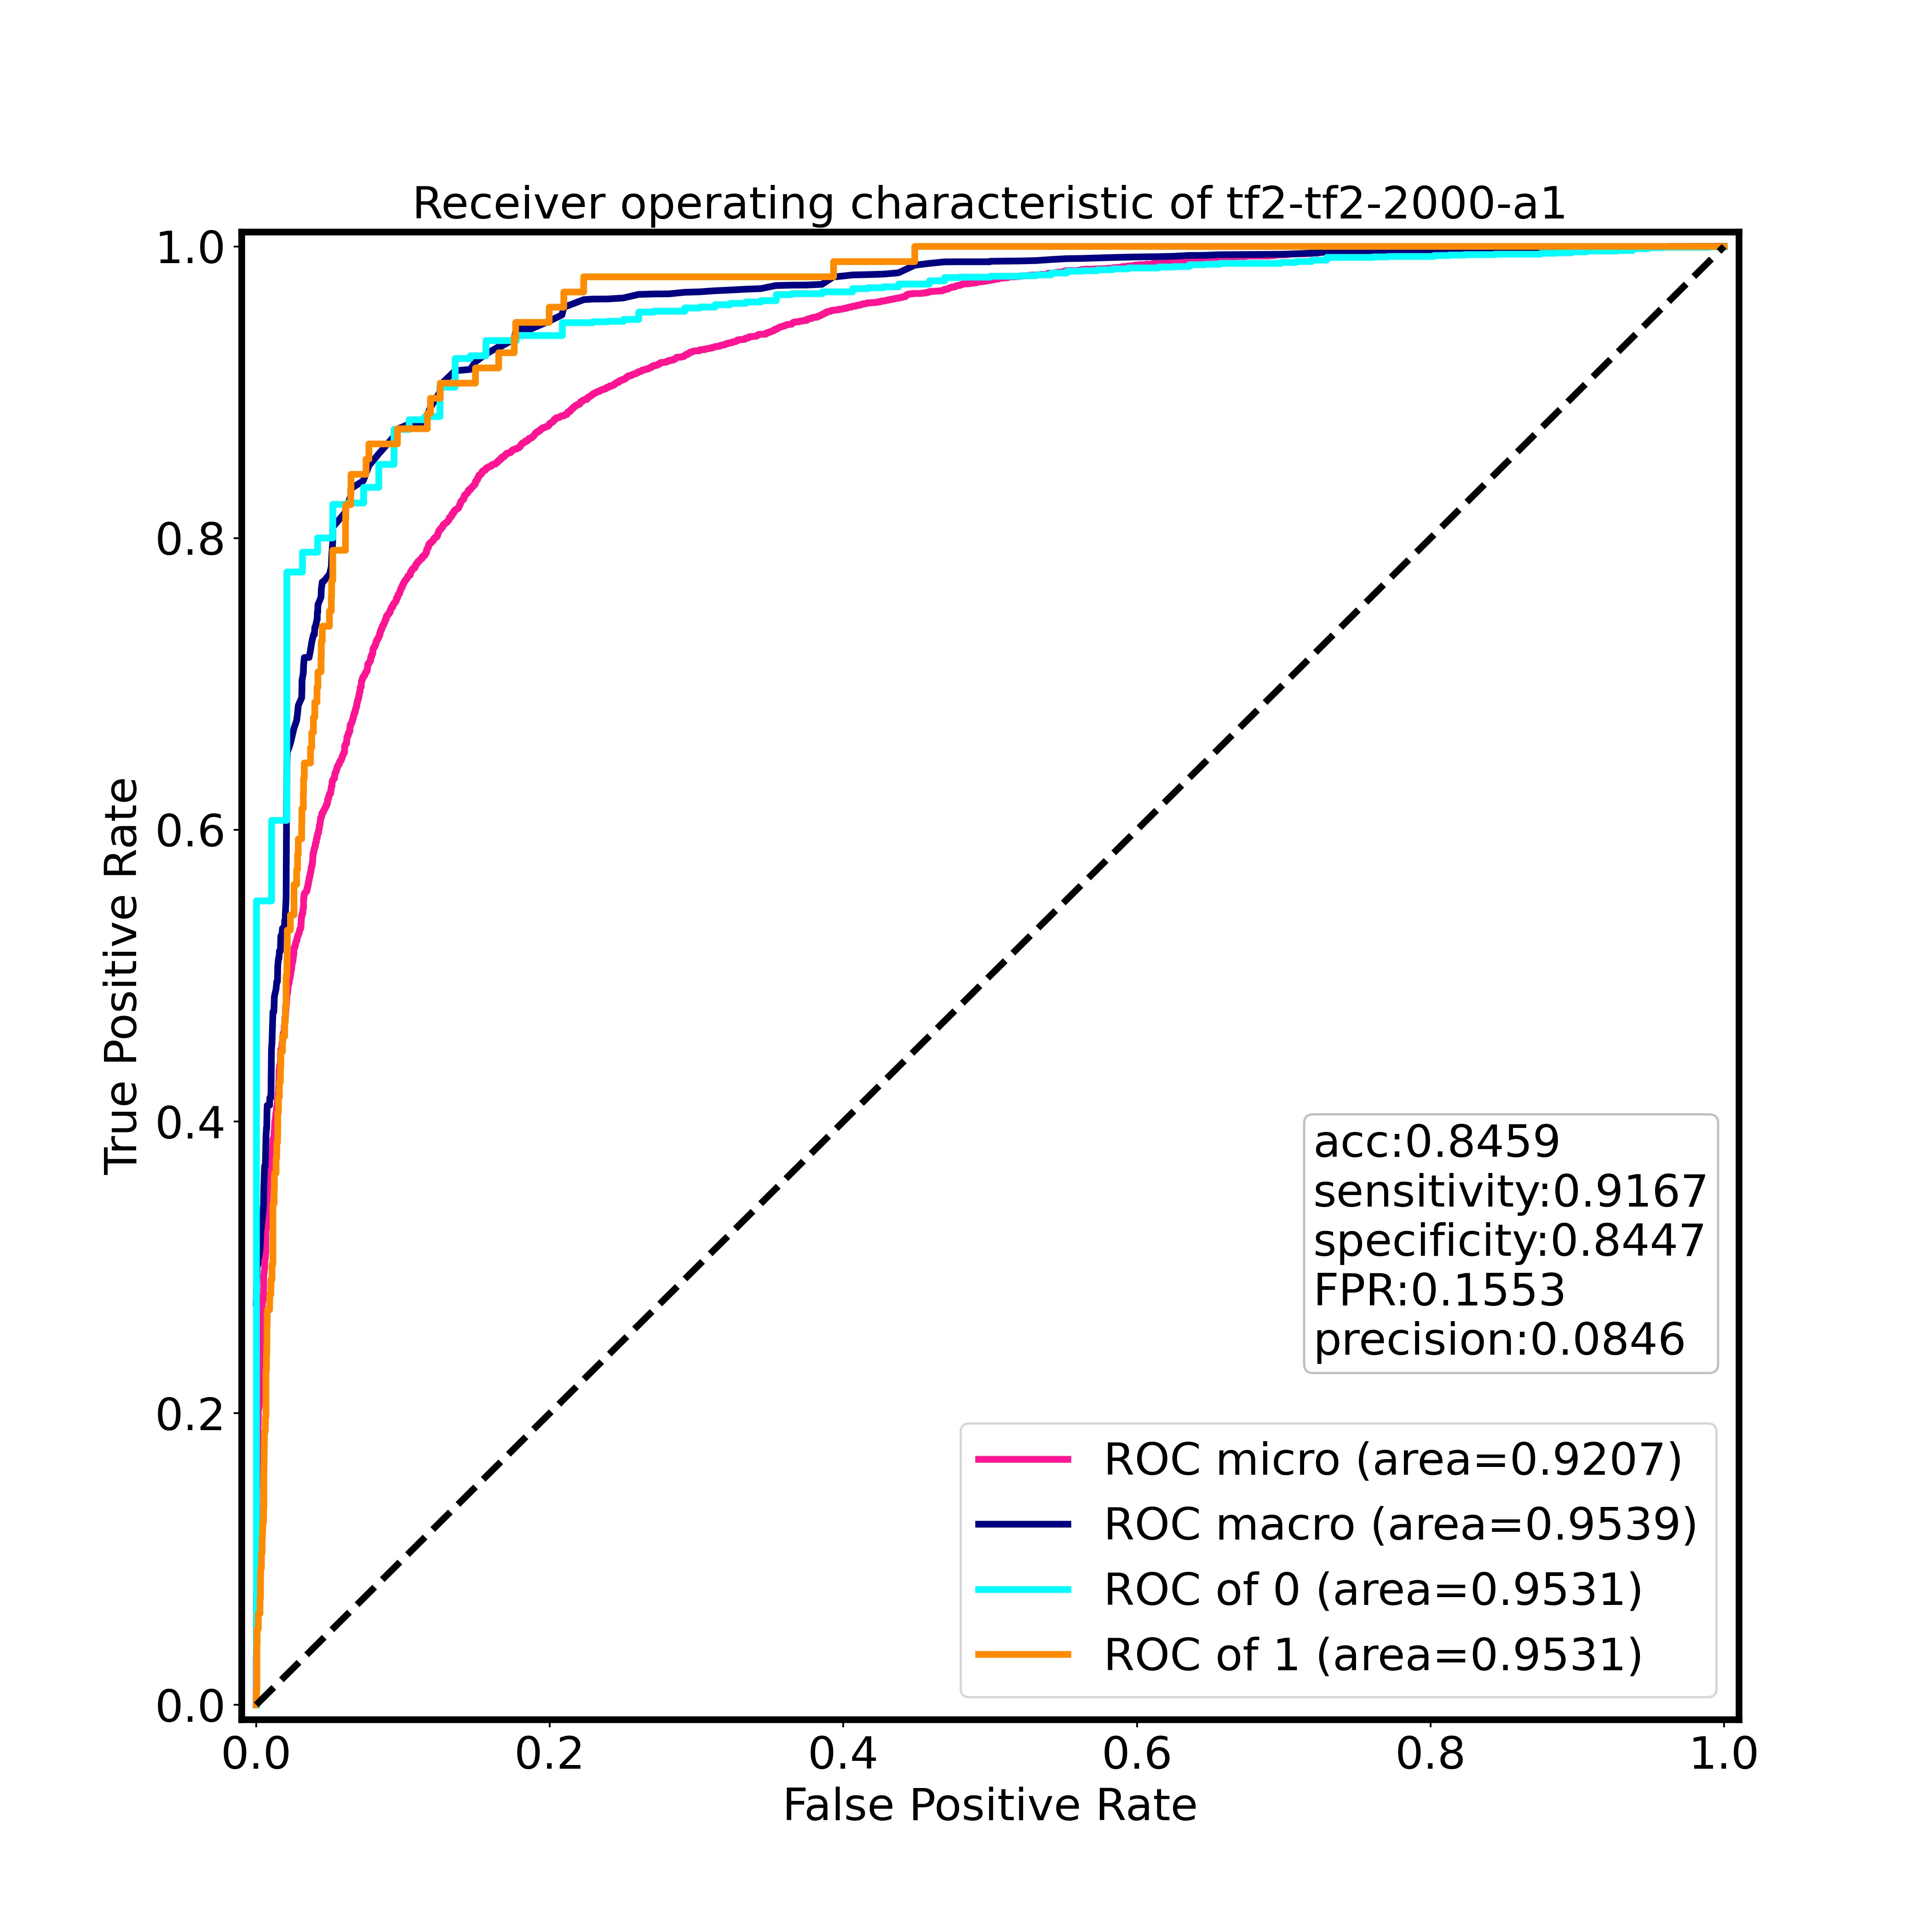 Receiver operating characteristic of tf2-tf2-2000-a1
1.0
0.8
0.6
0.4
0.2
0.0
True Positive Rate
acc:0.8459
sensitivity:0.9167
specificity:0.8447
FPR:0.1553
precision:0.0846
ROC micro (area=0.9207)
ROC macro (area=0.9539)
ROC of 0 (area=0.9531)
ROC of 1 (area=0.9531)
0.0 0.2 0.4 0.6 0.8 1.0
False Positive Rate